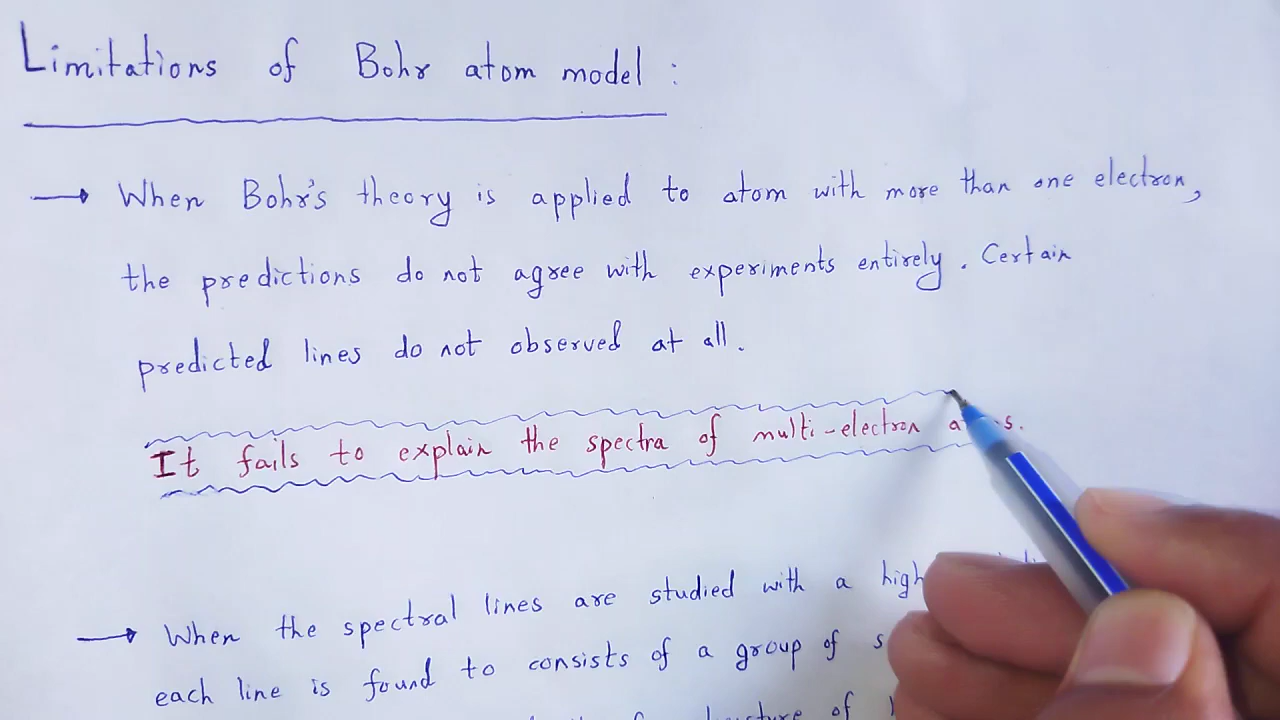 Limitations of Bohr atom model :
→ When Bohr's theory is applied to atom with more than one electron,
the predictions do not agree with experiments entirely. Certain
predicted lines do not observed at all.
It fails to explain the spectra of multi-electron
→ When the spectral lines are studied with a high
each line is found to consists of a group of
of